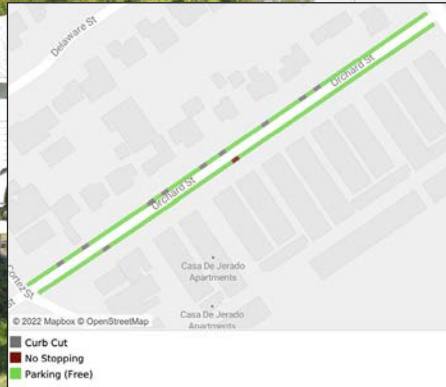 Delaware St
Orchard St
Orchard St
Cortez St
St
Casa De Jerado
Apartments
Casa De Jerado
Apartments
© 2022 Mapbox © OpenStreetMap
Curb Cut
No Stopping
Parking (Free)